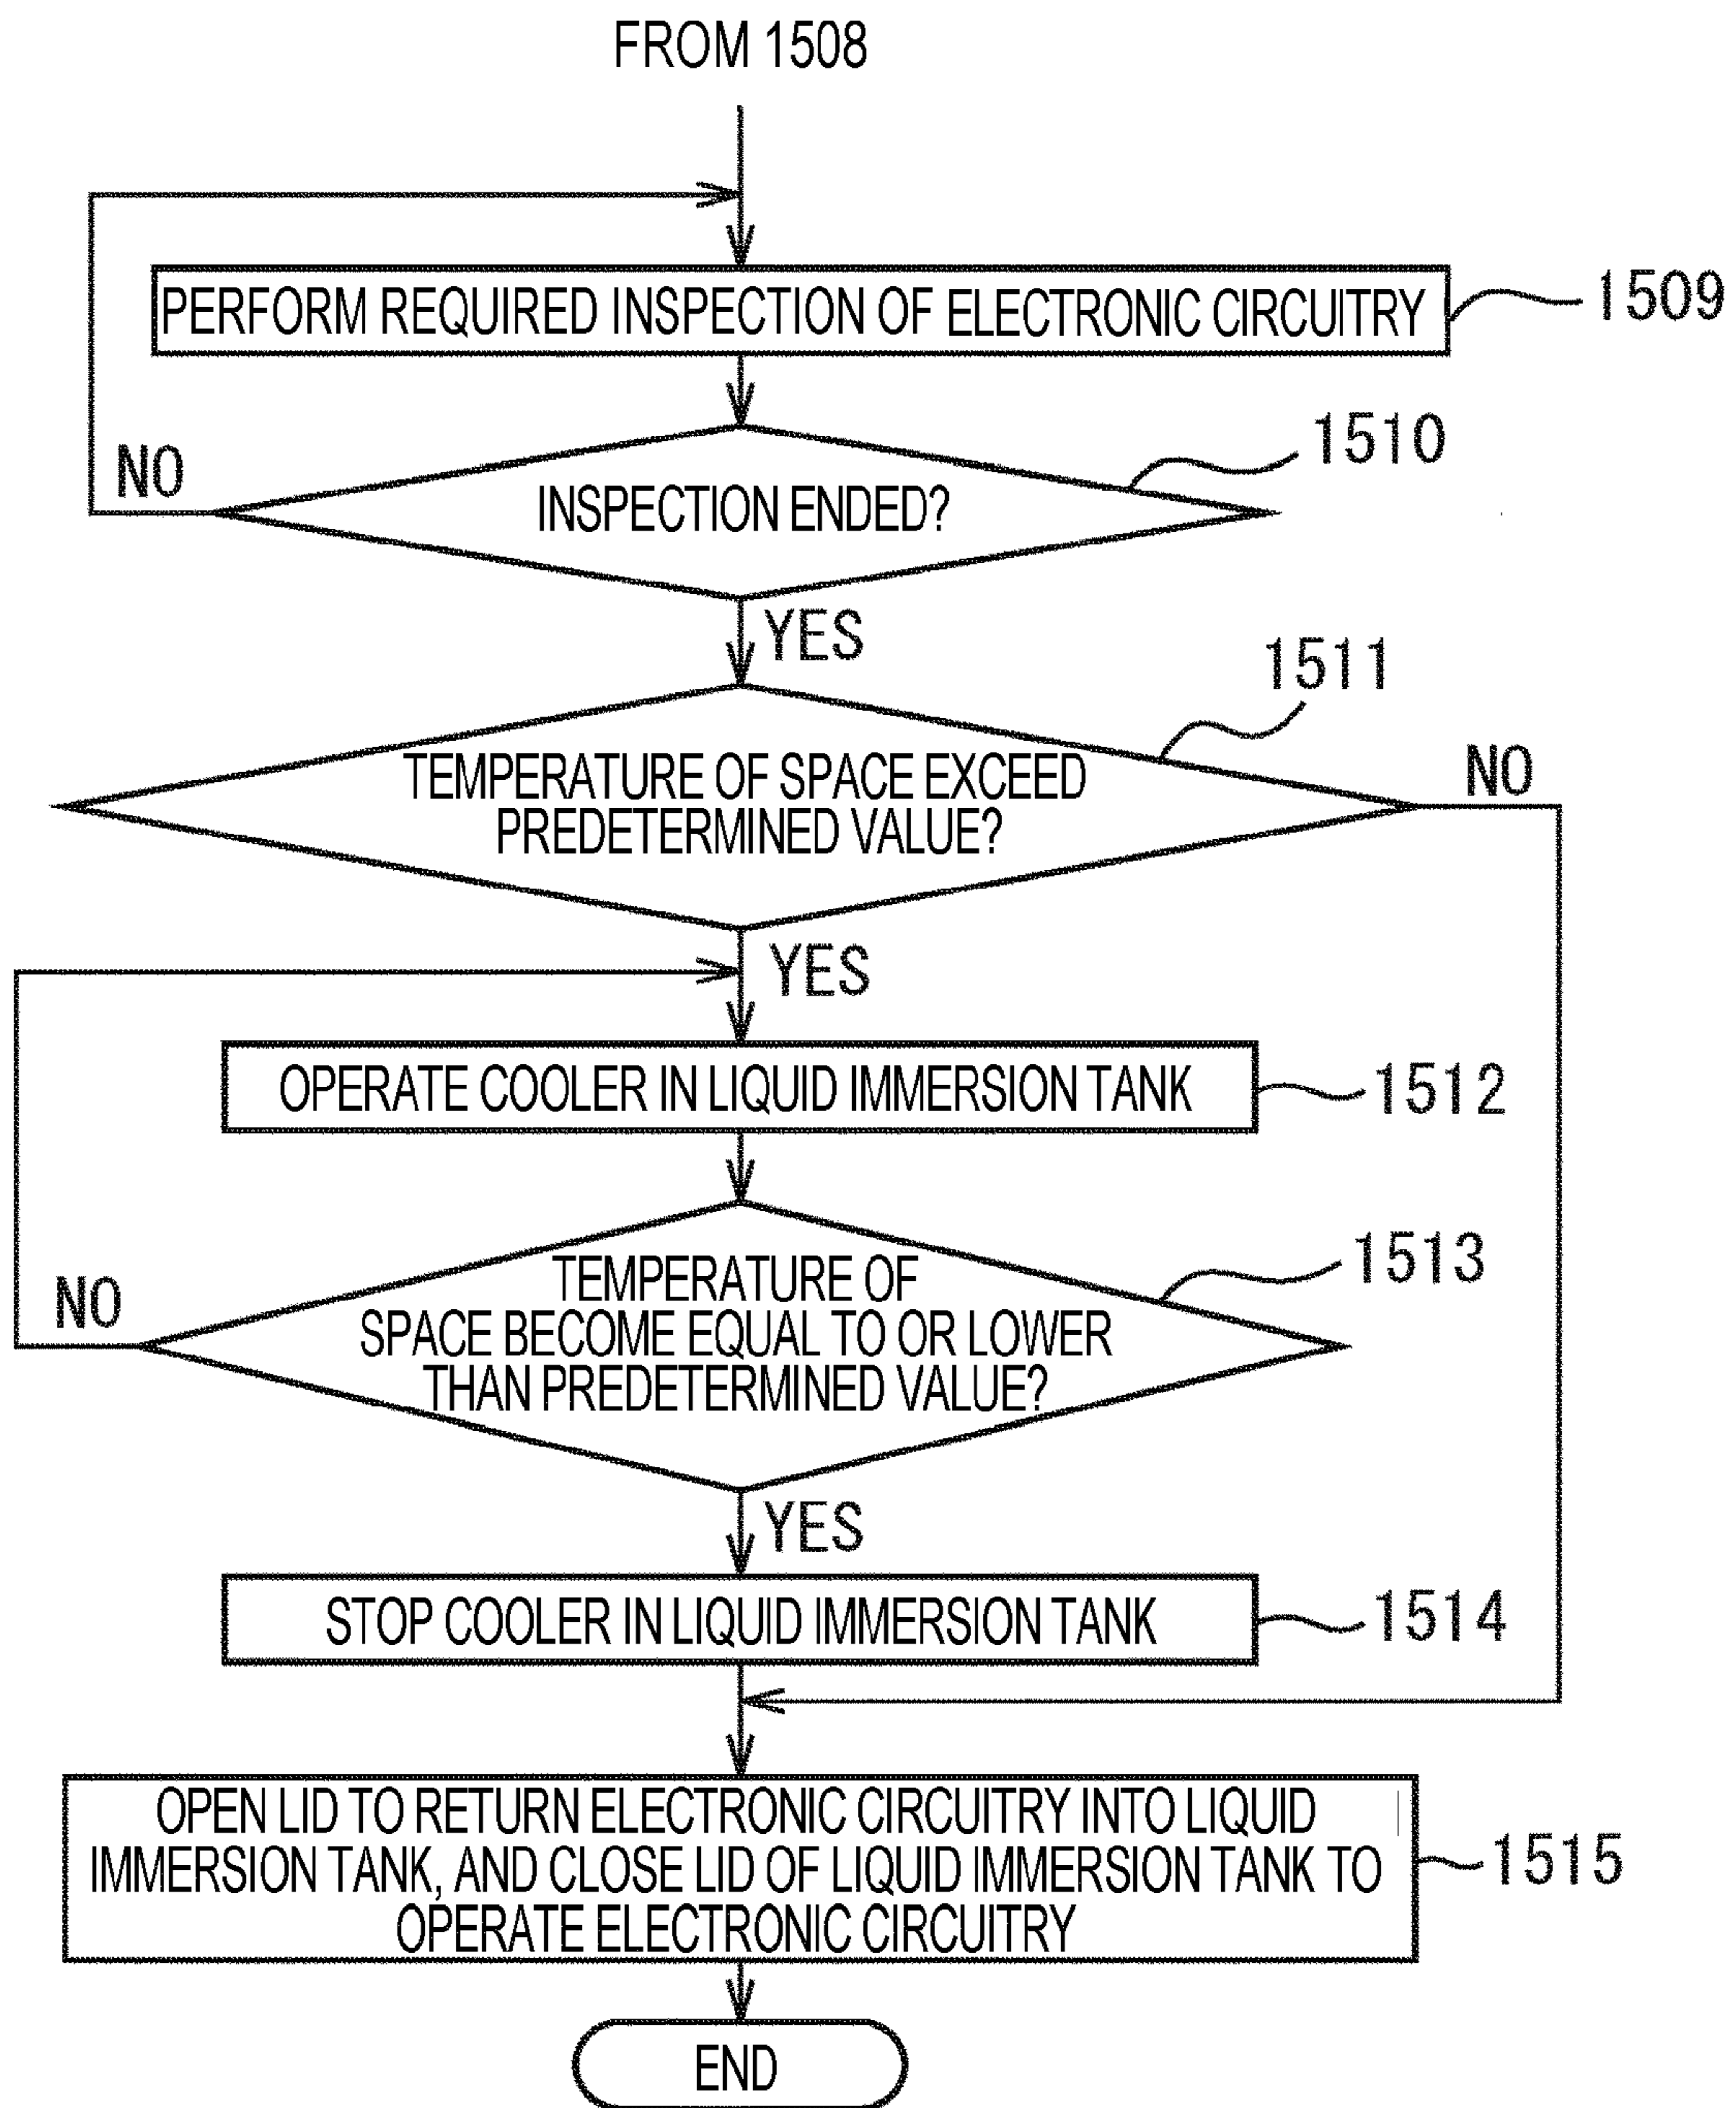 FROM 1508
PERFORM REQUIRED INSPECTION OF ELECTRONIC CIRCUITRY
1509
1510
NO
INSPECTION ENDED?
YES
1511
NO
TEMPERATURE OF SPACE EXCEED
PREDETERMINED VALUE?
YES
OPERATE COOLER IN LIQUID IMMERSION TANK
1512
1513
NO
TEMPERATURE OF
SPACE BECOME EQUAL TO OR LOWER
THAN PREDETERMINED VALUE?
YES
STOP COOLER IN LIQUID IMMERSION TANK
1514
OPEN LID TO RETURN ELECTRONIC CIRCUITRY INTO LIQUID
IMMERSION TANK, AND CLOSE LID OF LIQUID IMMERSION TANK TO
OPERATE ELECTRONIC CIRCUITRY
1515
END